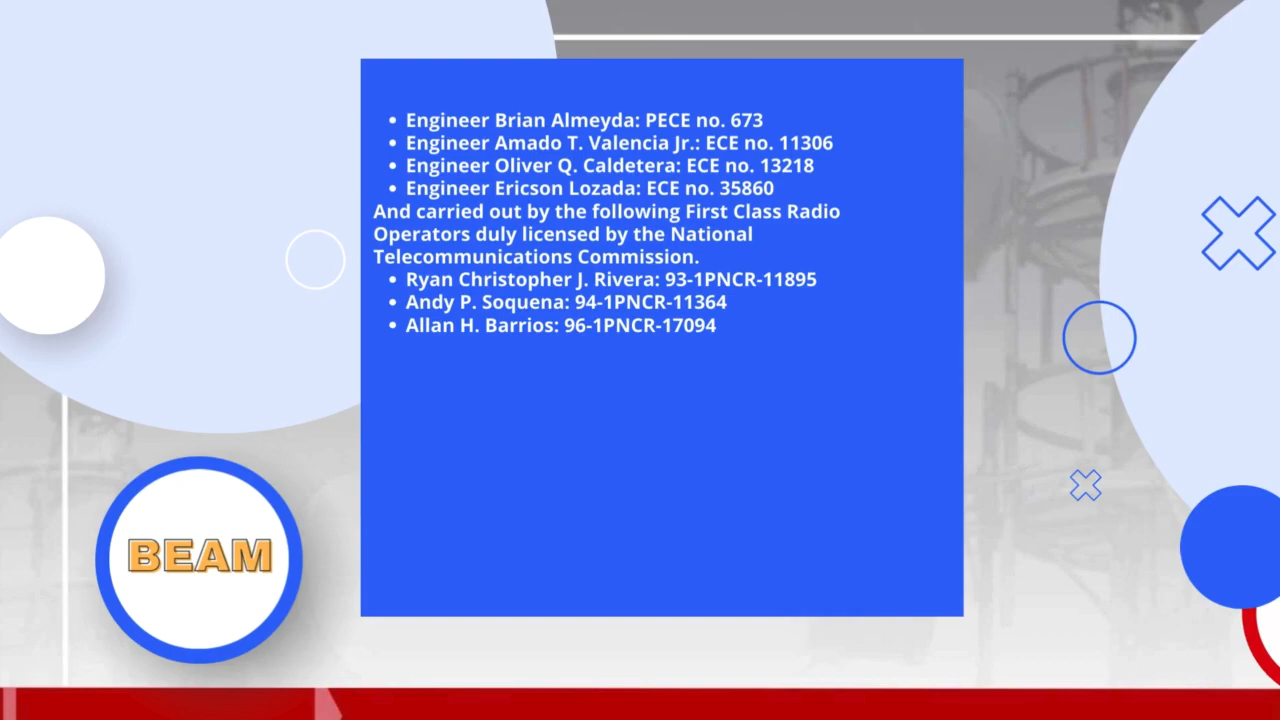 • Engineer Brian Almeyda: PECE no. 673
• Engineer Amado T. Valencia Jr.: ECE no. 11306
• Engineer Oliver Q. Caldetera: ECE no. 13218
• Engineer Ericson Lozada: ECE no. 35860
And carried out by the following First Class Radio
Operators duly licensed by the National
Telecommunications Commission.
• Ryan Christopher J. Rivera: 93-1PNCR-11895
• Andy P. Soquena: 94-1PNCR-11364
• Allan H. Barrios: 96-1PNCR-17094
BEAM